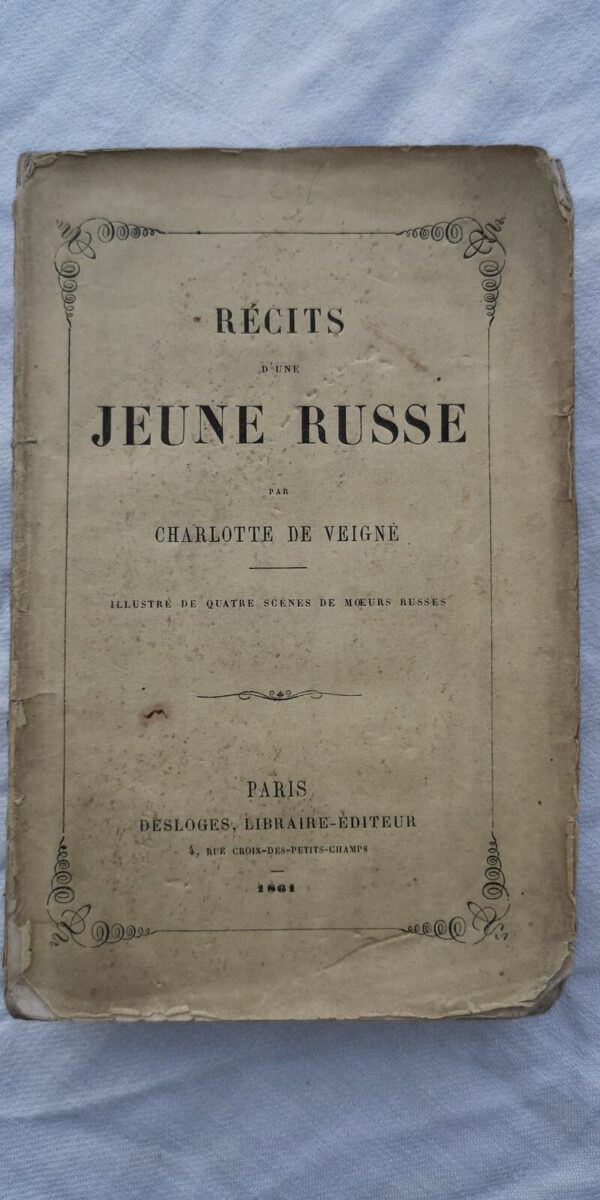 RÉCITS
D'UNE
JEUNE RUSSE
PAR
CHARLOTTE DE VEIGNÉ
ILLUSTRÉ DE QUATRE SCÈNES DE MŒURS RUSSES
PARIS
DESLOGES, LIBRAIRE-ÉDITEUR
4, RUE CROIX-DES-PETITS-CHAMPS
1861